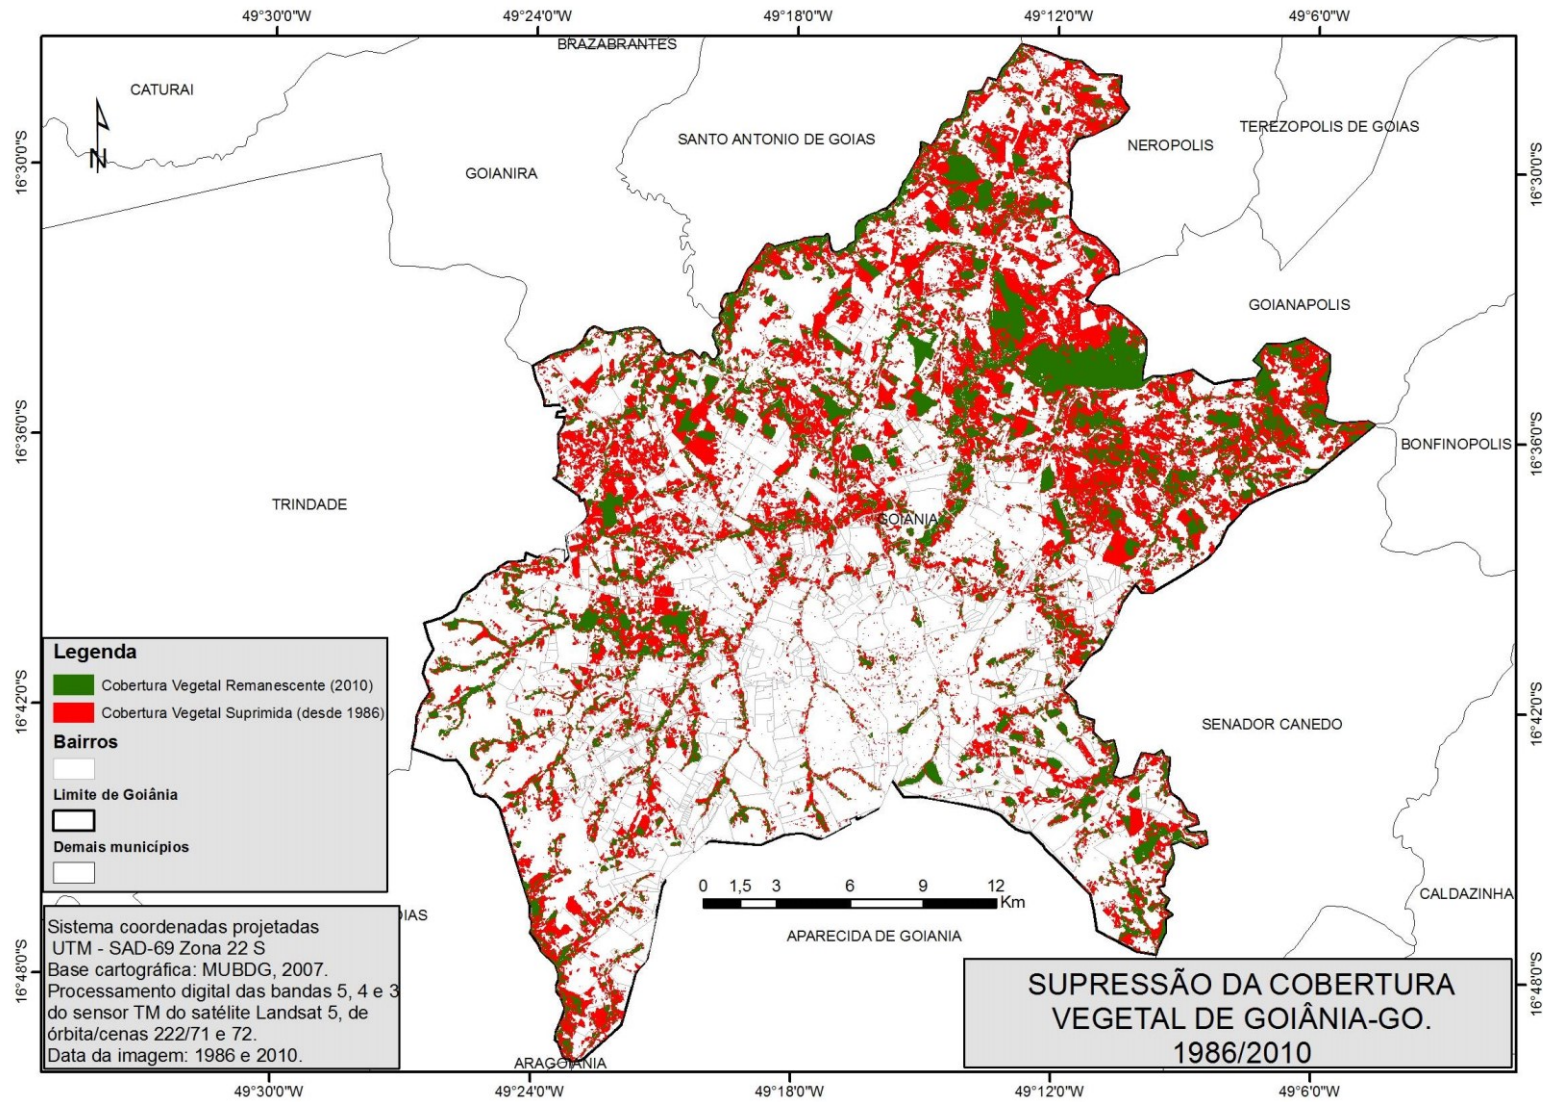 49°30'0"W
49°24'0"W
49°18'0"W
49°12'0"W
49°6'0"W
BRAZABRANTES
CATURAI
SANTO ANTONIO DE GOIAS
TEREZOPOLIS DE GOIAS
NEROPOLIS
GOIANIRA
N
16°30'0"S
16°30'0"S
GOIANAPOLIS
16°36'0"S
16°36'0"S
BONFINOPOLIS
TRINDADE
GOIANIA
Legenda
Cobertura Vegetal Remanescente (2010)
Cobertura Vegetal Suprimida (desde 1986)
Bairros
Limite de Goiânia
Demais municípios
16°42'0"S
16°42'0"S
SENADOR CANEDO
CALDAZINHA
0 1,5 3 6 9 12
Km
APARECIDA DE GOIANIA
IAS
Sistema coordenadas projetadas
UTM - SAD-69 Zona 22 S
Base cartográfica: MUBDG, 2007.
Processamento digital das bandas 5, 4 e 3
do sensor TM do satélite Landsat 5, de
órbita/cenas 222/71 e 72.
Data da imagem: 1986 e 2010.
16°48'0"S
16°48'0"S
SUPRESSÃO DA COBERTURA
VEGETAL DE GOIÂNIA-GO.
1986/2010
ARAGOIANIA
49°30'0"W
49°24'0"W
49°18'0"W
49°12'0"W
49°6'0"W